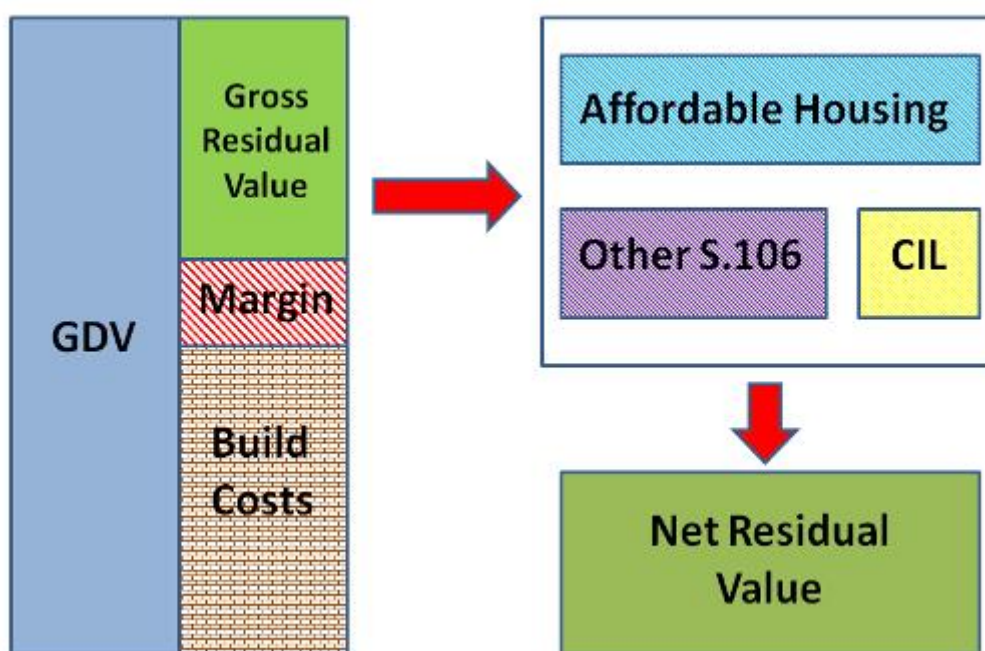 GDV
Gross
Residual
Value
Margin
Build
Costs
Affordable Housing
Other S.106
CIL
Net Residual
Value